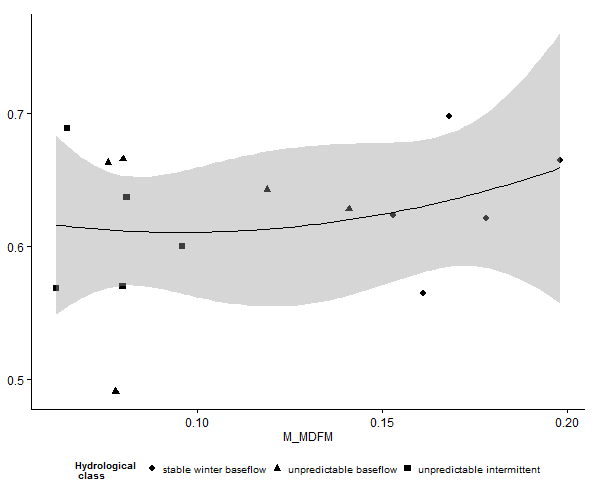 0.7
0.6
0.5
0.10 0.15 0.20
M_MDFM
Hydrological
class
stable winter baseflow unpredictable baseflow unpredictable intermittent